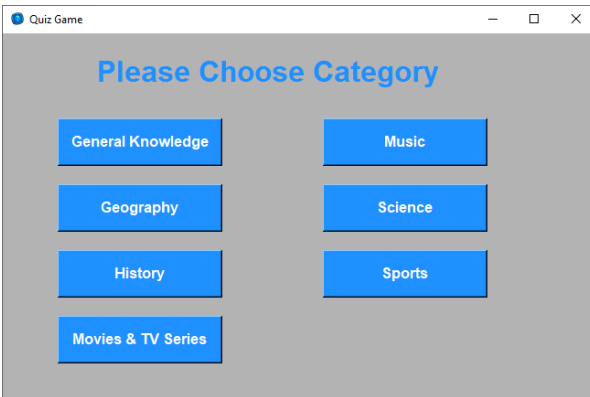 Quiz Game
Please Choose Category
General Knowledge
Music
Geography
Science
History
Sports
Movies & TV Series